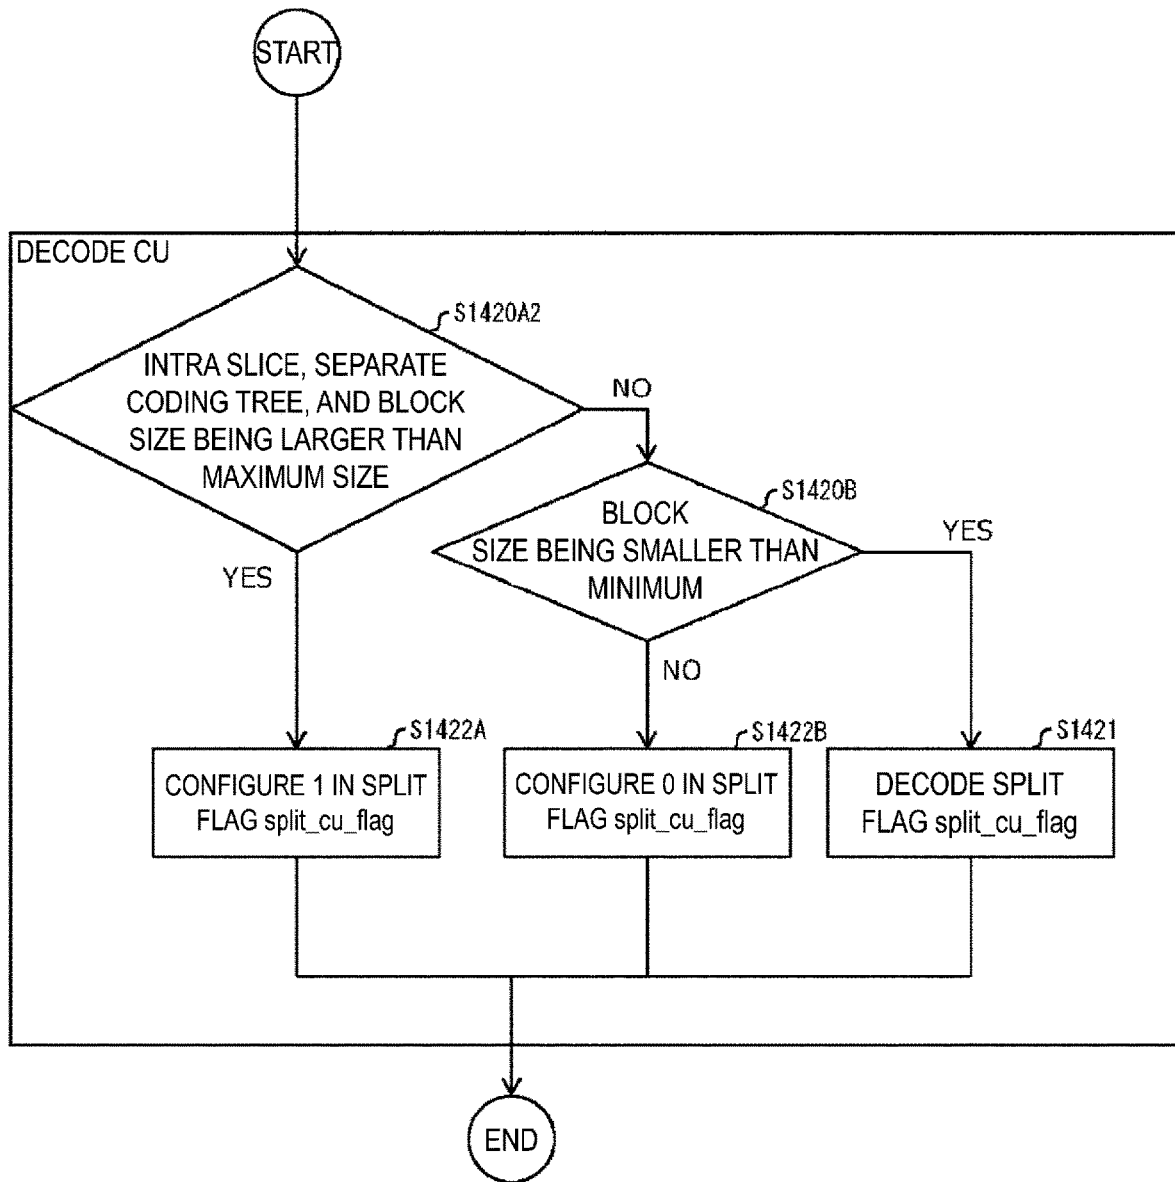 START
DECODE CU
S1420A2
INTRA SLICE, SEPARATE
CODING TREE, AND BLOCK
SIZE BEING LARGER THAN
MAXIMUM SIZE
NO
YES
S1420B
BLOCK
SIZE BEING SMALLER THAN
MINIMUM
YES
NO
S1422A
CONFIGURE 1 IN SPLIT
FLAG split_cu_flag
S1422B
CONFIGURE 0 IN SPLIT
FLAG split_cu_flag
S1421
DECODE SPLIT
FLAG split_cu_flag
END